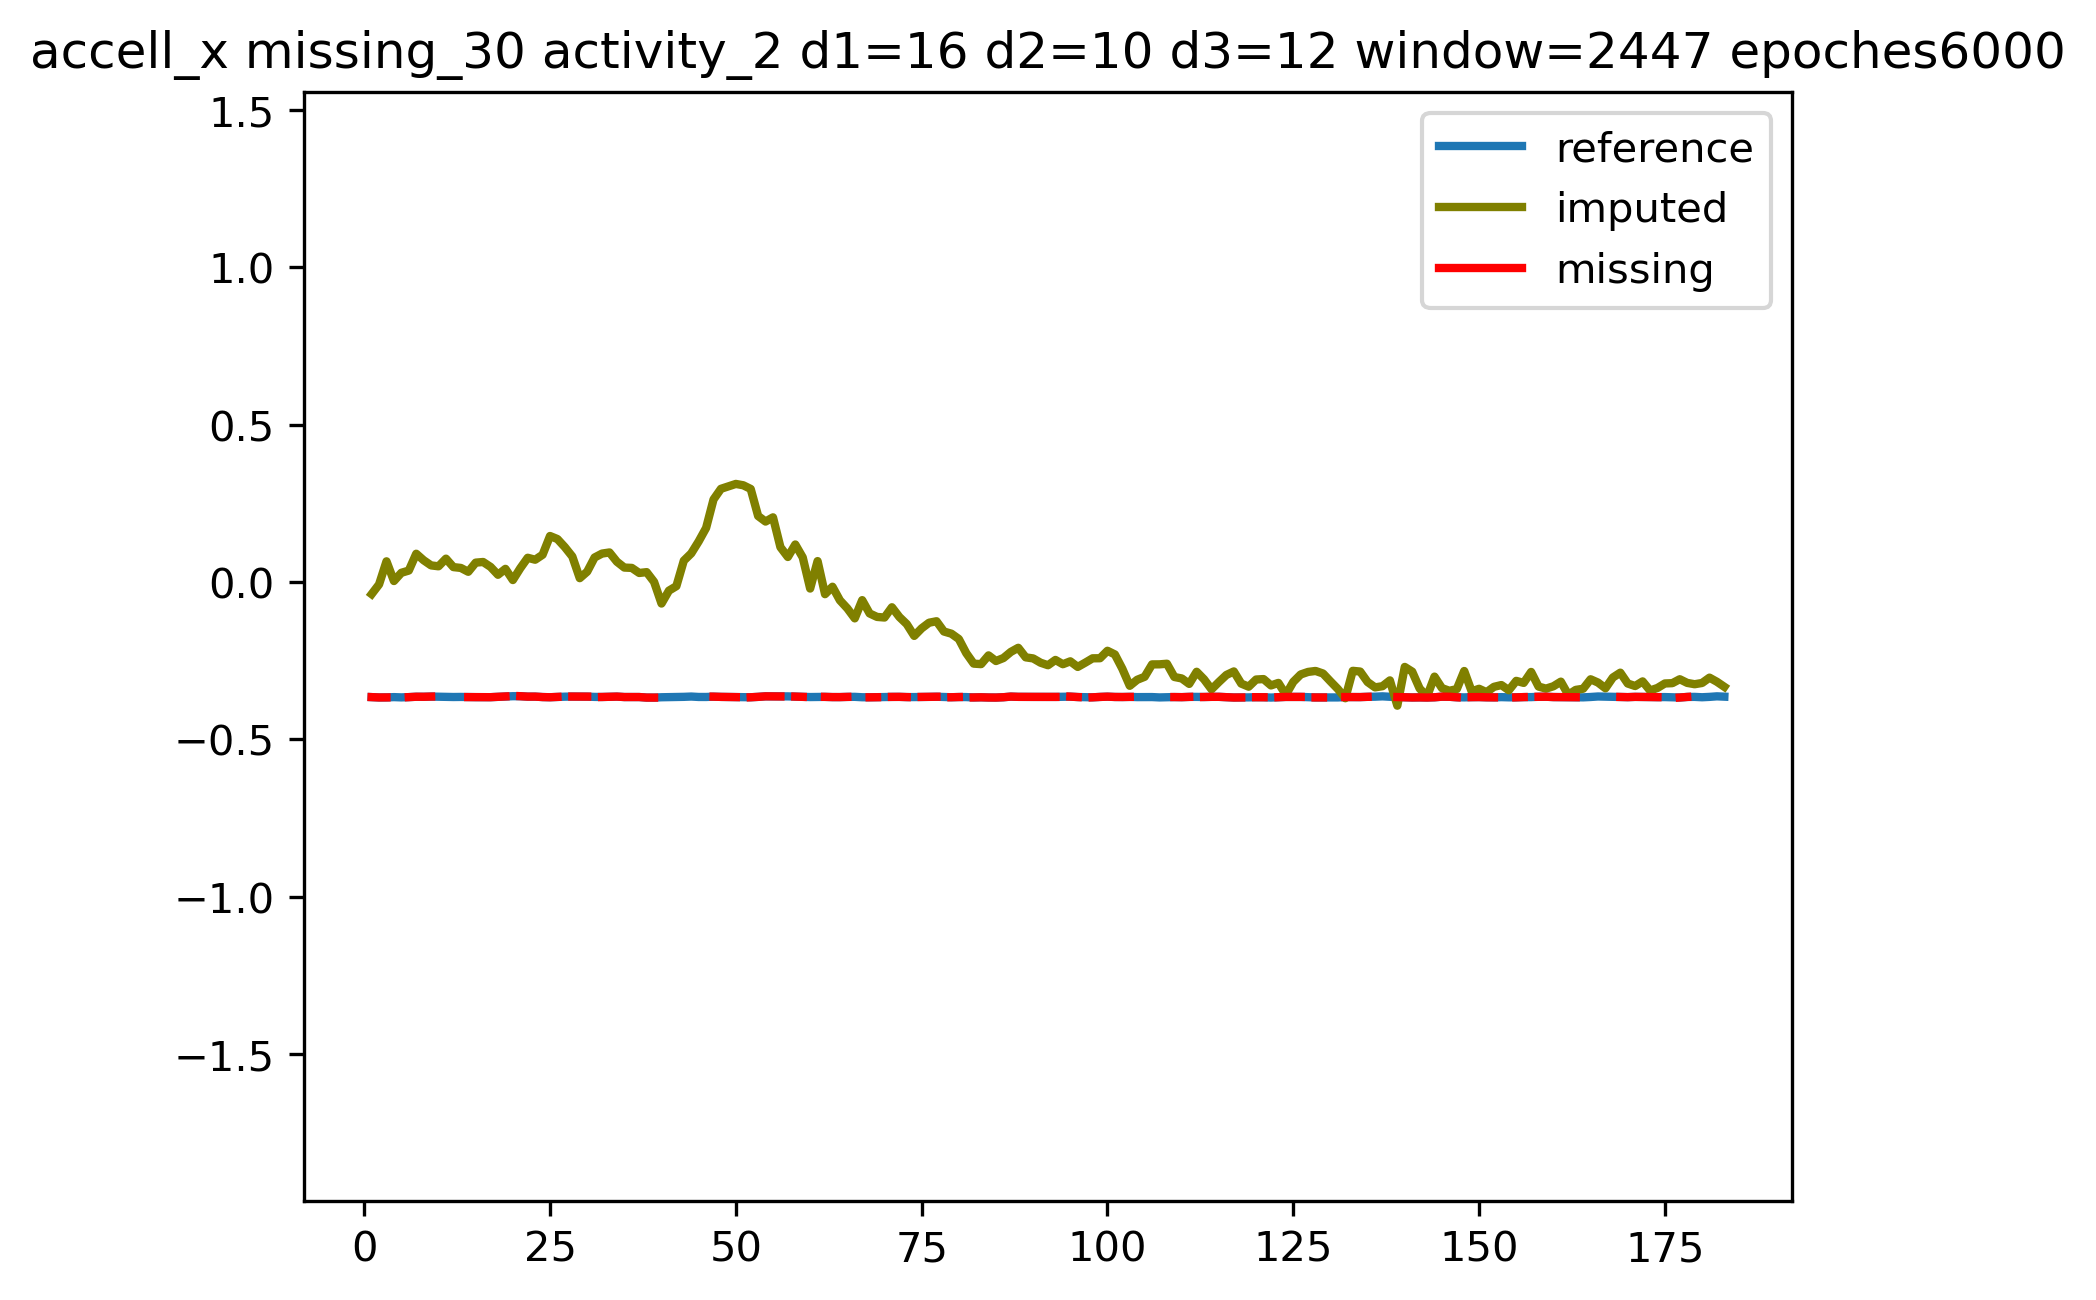 accell_x missing_30 activity_2 d1=16 d2=10 d3=12 window=2447 epoches6000
1.5
1.0
0.5
0.0
−0.5
−1.0
−1.5
reference
imputed
missing
0 25 50 75 100 125 150 175